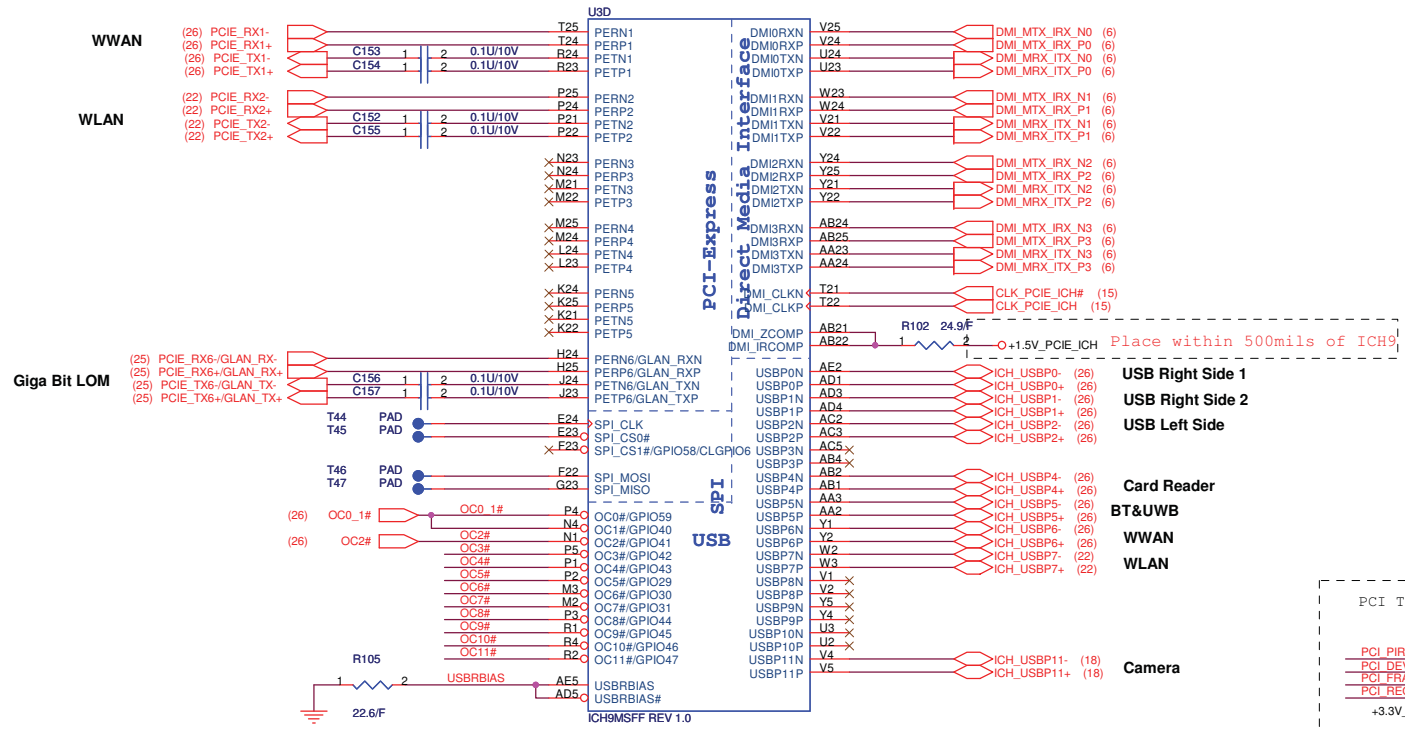 U3D
WWAN
(26) PCIE_RX1- T25 PERN1
(26) PCIE_RX1+ T24 PERP1
(26) PCIE_TX1- C153 1 2 0.1U/10V R24 PETN1
(26) PCIE_TX1+ C154 1 2 0.1U/10V R23 PETP1
WLAN
(22) PCIE_RX2- P25 PERN2
(22) PCIE_RX2+ P24 PERP2
(22) PCIE_TX2- C152 1 2 0.1U/10V P21 PETN2
(22) PCIE_TX2+ C155 1 2 0.1U/10V P22 PETP2
N23 PERN3
N24 PERP3
M21 PETN3
M22 PETP3
M25 PERN4
M24 PERP4
L24 PETN4
L23 PETP4
K24 PERN5
K25 PERP5
K21 PETN5
K22 PETP5
Giga Bit LOM
(25) PCIE_RX6-/GLAN_RX- H24 PERN6/GLAN_RXN
(25) PCIE_RX6+/GLAN_RX+ H25 PERP6/GLAN_RXP
(25) PCIE_TX6-/GLAN_TX- C156 1 2 0.1U/10V J24 PETN6/GLAN_TXN
(25) PCIE_TX6+/GLAN_TX+ C157 1 2 0.1U/10V J23 PETP6/GLAN_TXP
T44 PAD E24 SPI_CLK
T45 PAD E23 SPI_CS0#
F23 SPI_CS1#/GPIO58/CLGPIO6
T46 PAD F22 SPI_MOSI
T47 PAD G23 SPI_MISO
(26) OC0_1# OC0_1# P4 OC0#/GPIO59
N4 OC1#/GPIO40
(26) OC2# OC2# N1 OC2#/GPIO41
OC3# P5 OC3#/GPIO42
OC4# P1 OC4#/GPIO43
OC5# P2 OC5#/GPIO29
OC6# M3 OC6#/GPIO30
OC7# M2 OC7#/GPIO31
OC8# P3 OC8#/GPIO44
OC9# R1 OC9#/GPIO45
OC10# R4 OC10#/GPIO46
OC11# R2 OC11#/GPIO47
R105
1 2 USBRBIAS AE5 USBRBIAS
AD5 USBRBIAS#
22.6/F
ICH9MSFF REV 1.0
PCI-Express
Direct Media Interface
SPI
USB
DMI0RXN V25 DMI_MTX_IRX_N0 (6)
DMI0RXP V24 DMI_MTX_IRX_P0 (6)
DMI0TXN U24 DMI_MRX_ITX_N0 (6)
DMI0TXP U23 DMI_MRX_ITX_P0 (6)
DMI1RXN W23 DMI_MTX_IRX_N1 (6)
DMI1RXP W24 DMI_MTX_IRX_P1 (6)
DMI1TXN V21 DMI_MRX_ITX_N1 (6)
DMI1TXP V22 DMI_MRX_ITX_P1 (6)
DMI2RXN Y24 DMI_MTX_IRX_N2 (6)
DMI2RXP Y25 DMI_MTX_IRX_P2 (6)
DMI2TXN Y21 DMI_MRX_ITX_N2 (6)
DMI2TXP Y22 DMI_MRX_ITX_P2 (6)
DMI3RXN AB24 DMI_MTX_IRX_N3 (6)
DMI3RXP AB25 DMI_MTX_IRX_P3 (6)
DMI3TXN AA23 DMI_MRX_ITX_N3 (6)
DMI3TXP AA24 DMI_MRX_ITX_P3 (6)
DMI_CLKN T21 CLK_PCIE_ICH# (15)
DMI_CLKP T22 CLK_PCIE_ICH (15)
DMI_ZCOMP AB21 R102 24.9/F
DMI_IRCOMP AB22 1 2 +1.5V_PCIE_ICH Place within 500mils of ICH9
USBP0N AE2 ICH_USBP0- (26) USB Right Side 1
USBP0P AD1 ICH_USBP0+ (26)
USBP1N AD3 ICH_USBP1- (26) USB Right Side 2
USBP1P AD4 ICH_USBP1+ (26)
USBP2N AC2 ICH_USBP2- (26) USB Left Side
USBP2P AC3 ICH_USBP2+ (26)
USBP3N AC5
USBP3P AB4
USBP4N AB2 ICH_USBP4- (26) Card Reader
USBP4P AB1 ICH_USBP4+ (26)
USBP5N AA3 ICH_USBP5- (26) BT&UWB
USBP5P AA2 ICH_USBP5+ (26)
USBP6N Y1 ICH_USBP6- (26) WWAN
USBP6P Y2 ICH_USBP6+ (26)
USBP7N W2 ICH_USBP7- (22) WLAN
USBP7P W3 ICH_USBP7+ (22)
USBP8N V1
USBP8P V2
USBP9N Y5
USBP9P Y4
USBP10N U3
USBP10P U2
USBP11N V4 ICH_USBP11- (18) Camera
USBP11P V5 ICH_USBP11+ (18)
PCI T
PCI_PIR
PCI_DEV
PCI_FRA
PCI_REQ
+3.3V_